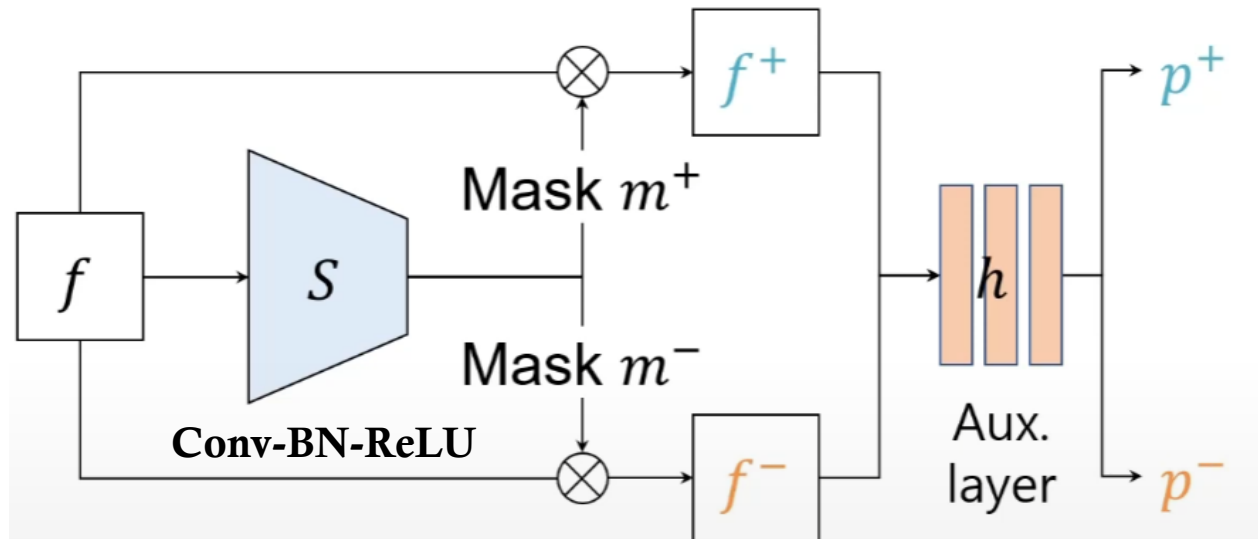 f⁺
p⁺
Mask m⁺
f
S
h
Mask m⁻
Conv-BN-ReLU
Aux.
layer
f⁻
p⁻